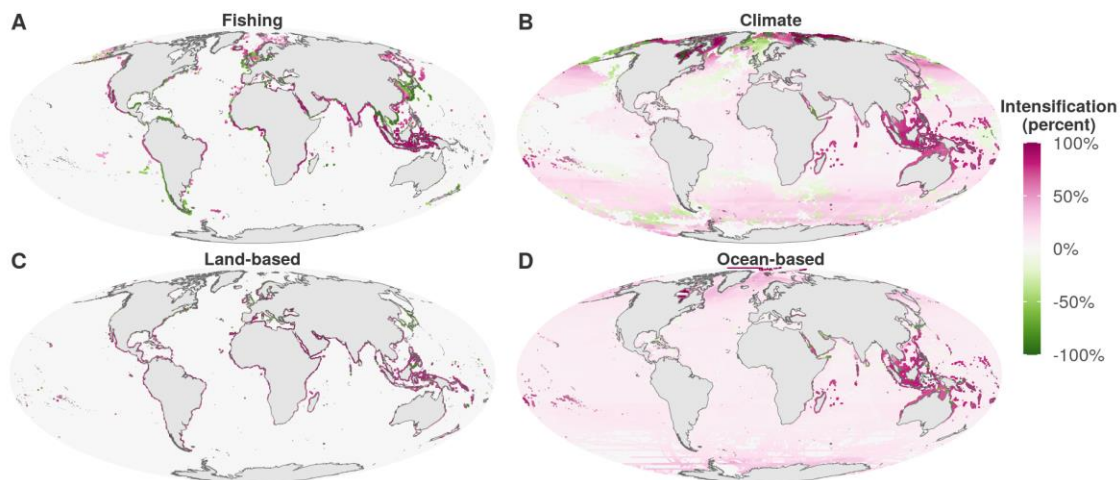 A
Fishing
B
Climate
Intensification
(percent)
100%
50%
0%
-50%
-100%
C
Land-based
D
Ocean-based